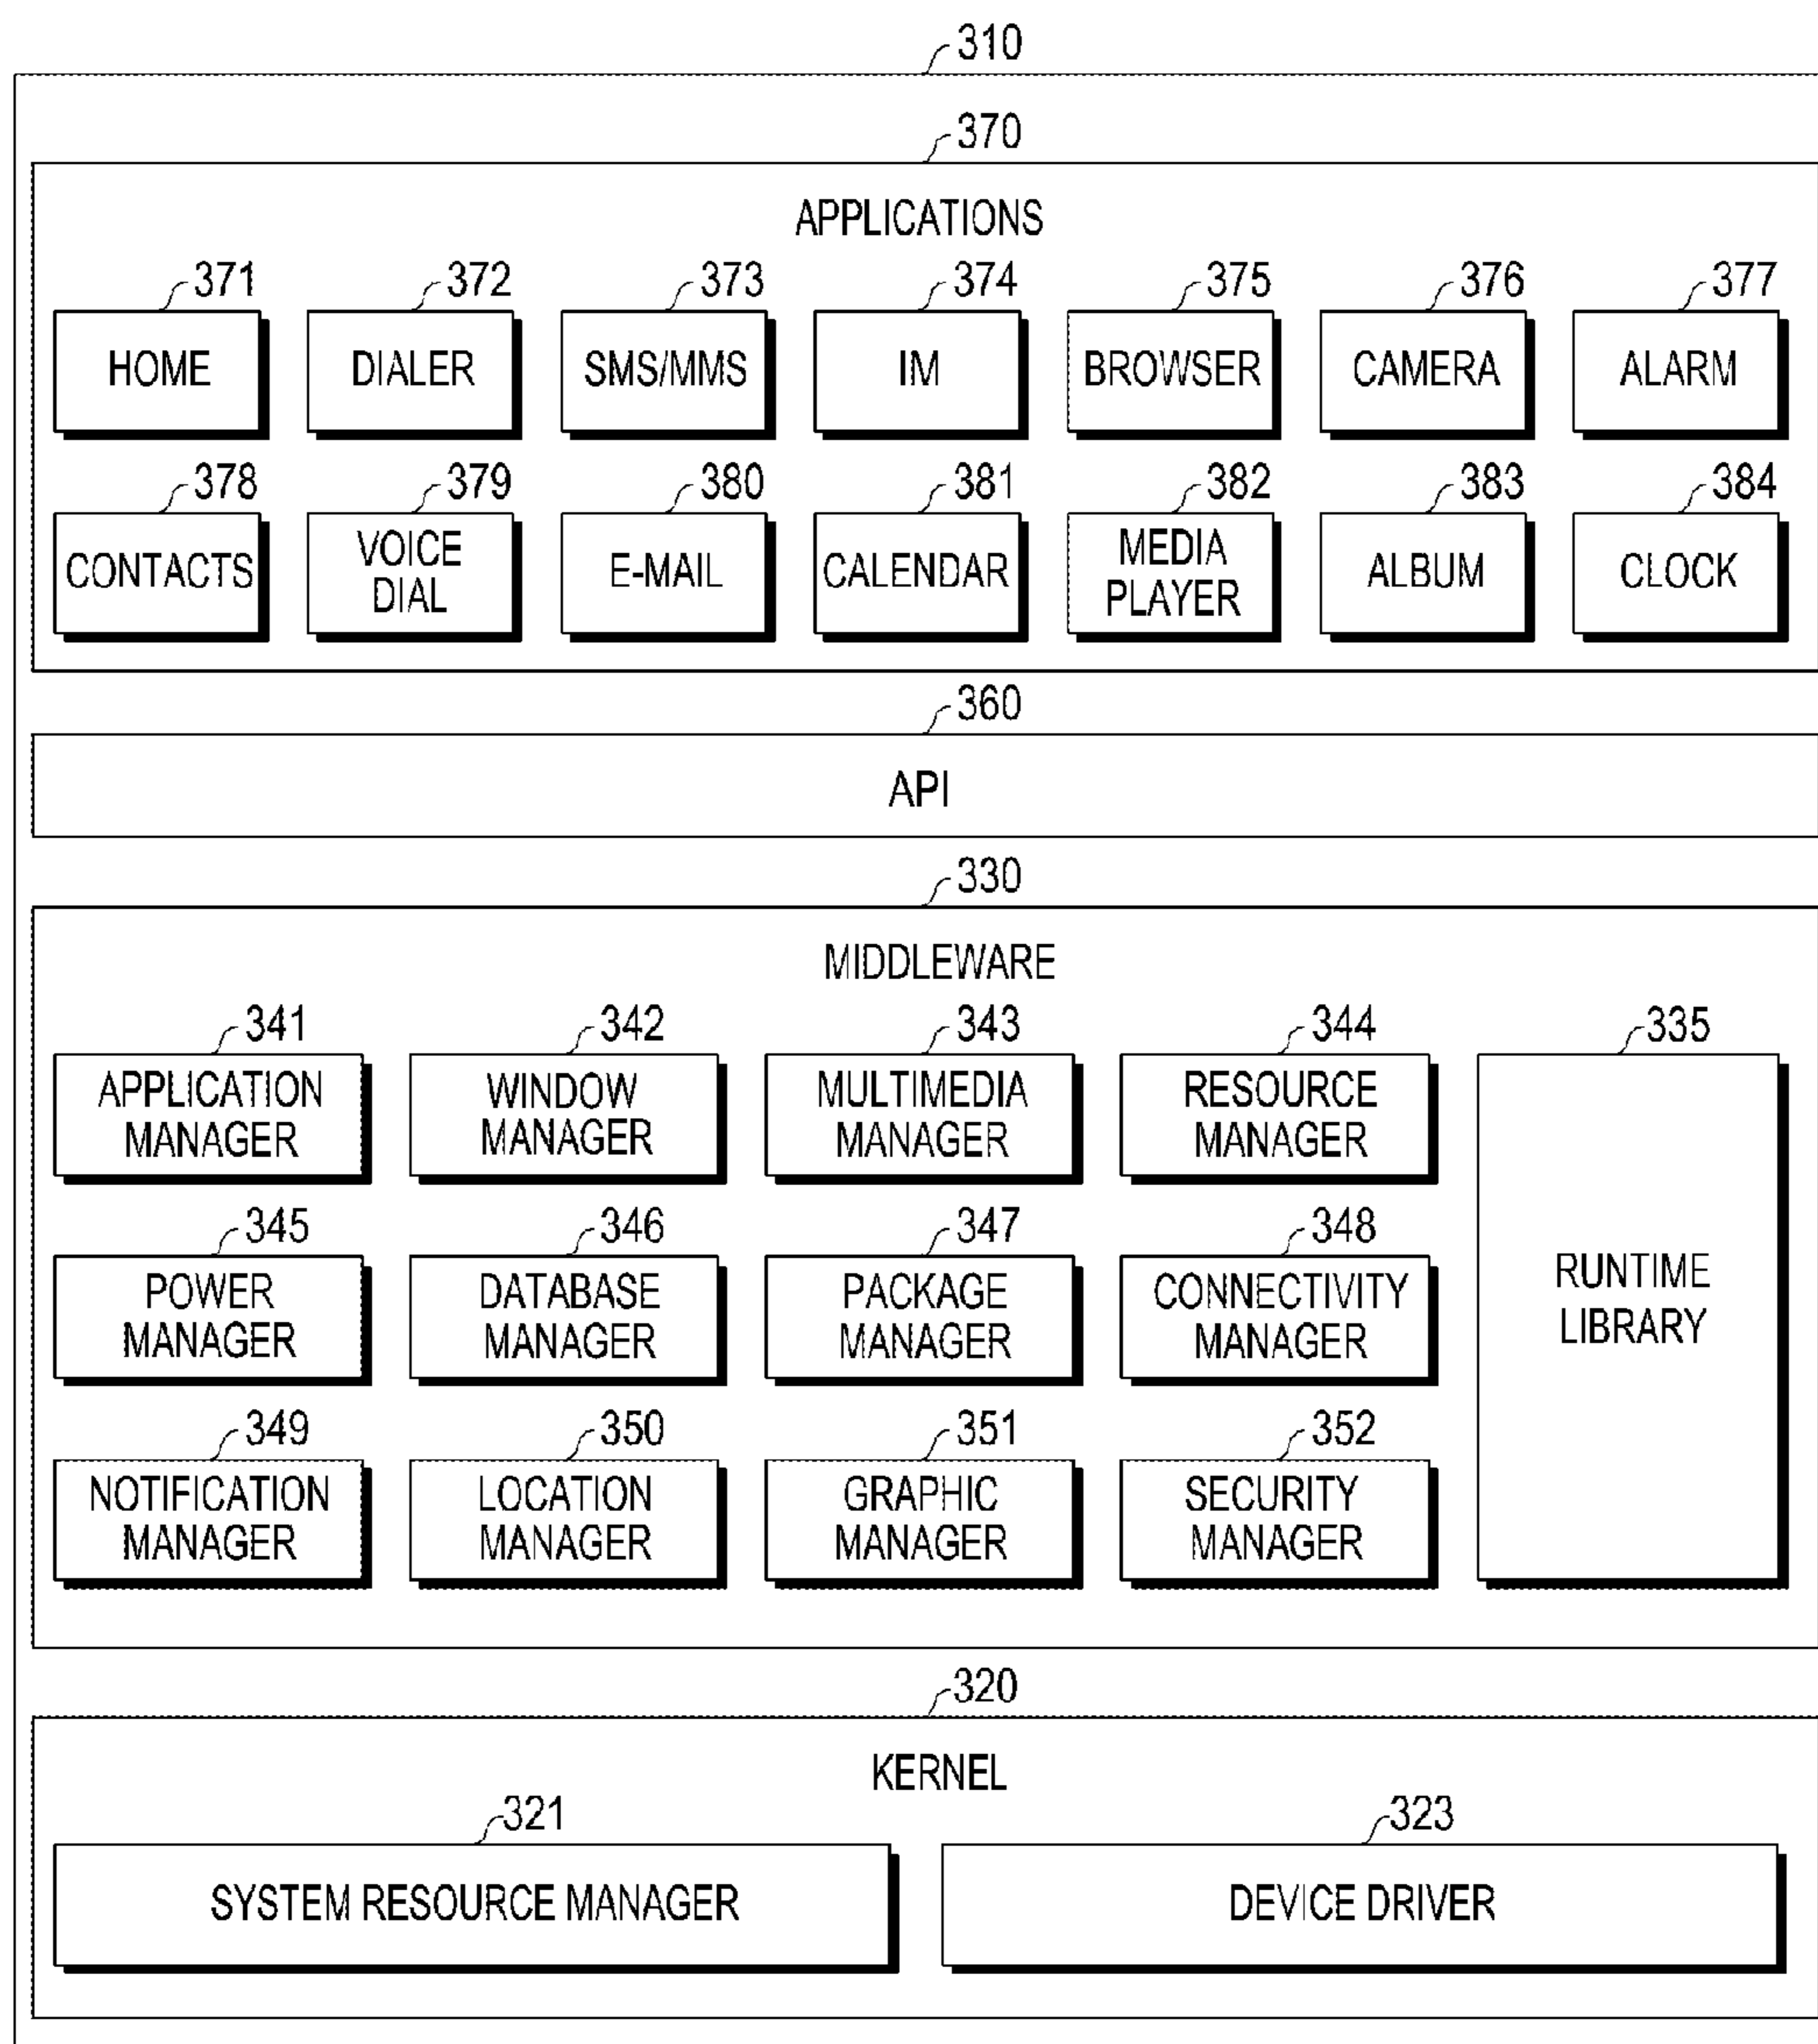 310
370
APPLICATIONS
371 372 373 374 375 376 377
HOME DIALER SMS/MMS IM BROWSER CAMERA ALARM
378 379 380 381 382 383 384
CONTACTS VOICE DIAL E-MAIL CALENDAR MEDIA PLAYER ALBUM CLOCK
360
API
330
MIDDLEWARE
341 342 343 344 335
APPLICATION MANAGER WINDOW MANAGER MULTIMEDIA MANAGER RESOURCE MANAGER
345 346 347 348
POWER MANAGER DATABASE MANAGER PACKAGE MANAGER CONNECTIVITY MANAGER RUNTIME LIBRARY
349 350 351 352
NOTIFICATION MANAGER LOCATION MANAGER GRAPHIC MANAGER SECURITY MANAGER
320
KERNEL
321 323
SYSTEM RESOURCE MANAGER DEVICE DRIVER